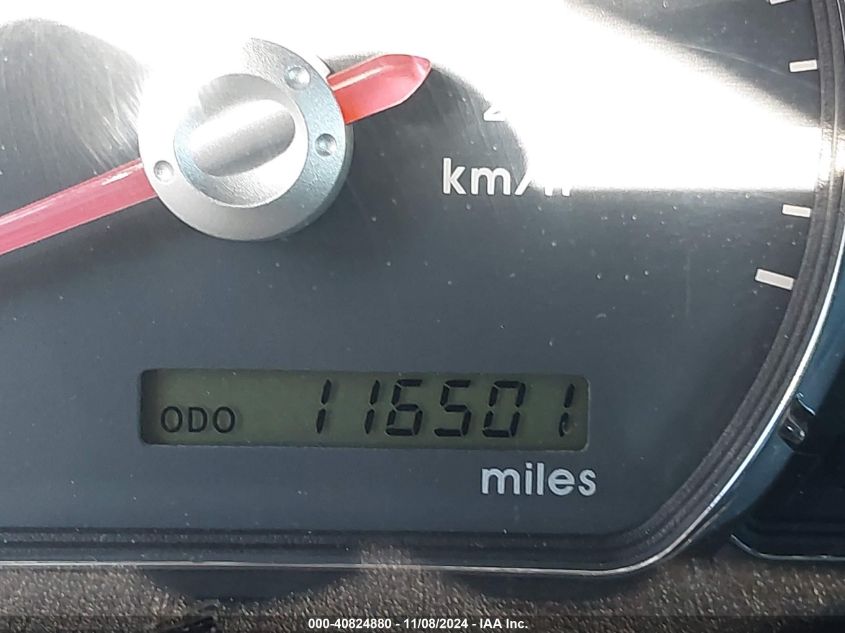 km/h
ODO 116501
miles
000-40824880 - 11/08/2024 - IAA Inc.